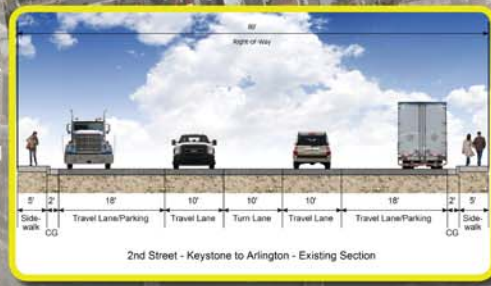 80'
Right-of-Way
5' 2' 18' 10' 10' 10' 18' 2' 5'
Side-walk CG Travel Lane/Parking Travel Lane Turn Lane Travel Lane Travel Lane/Parking CG Side-walk
2nd Street - Keystone to Arlington - Existing Section